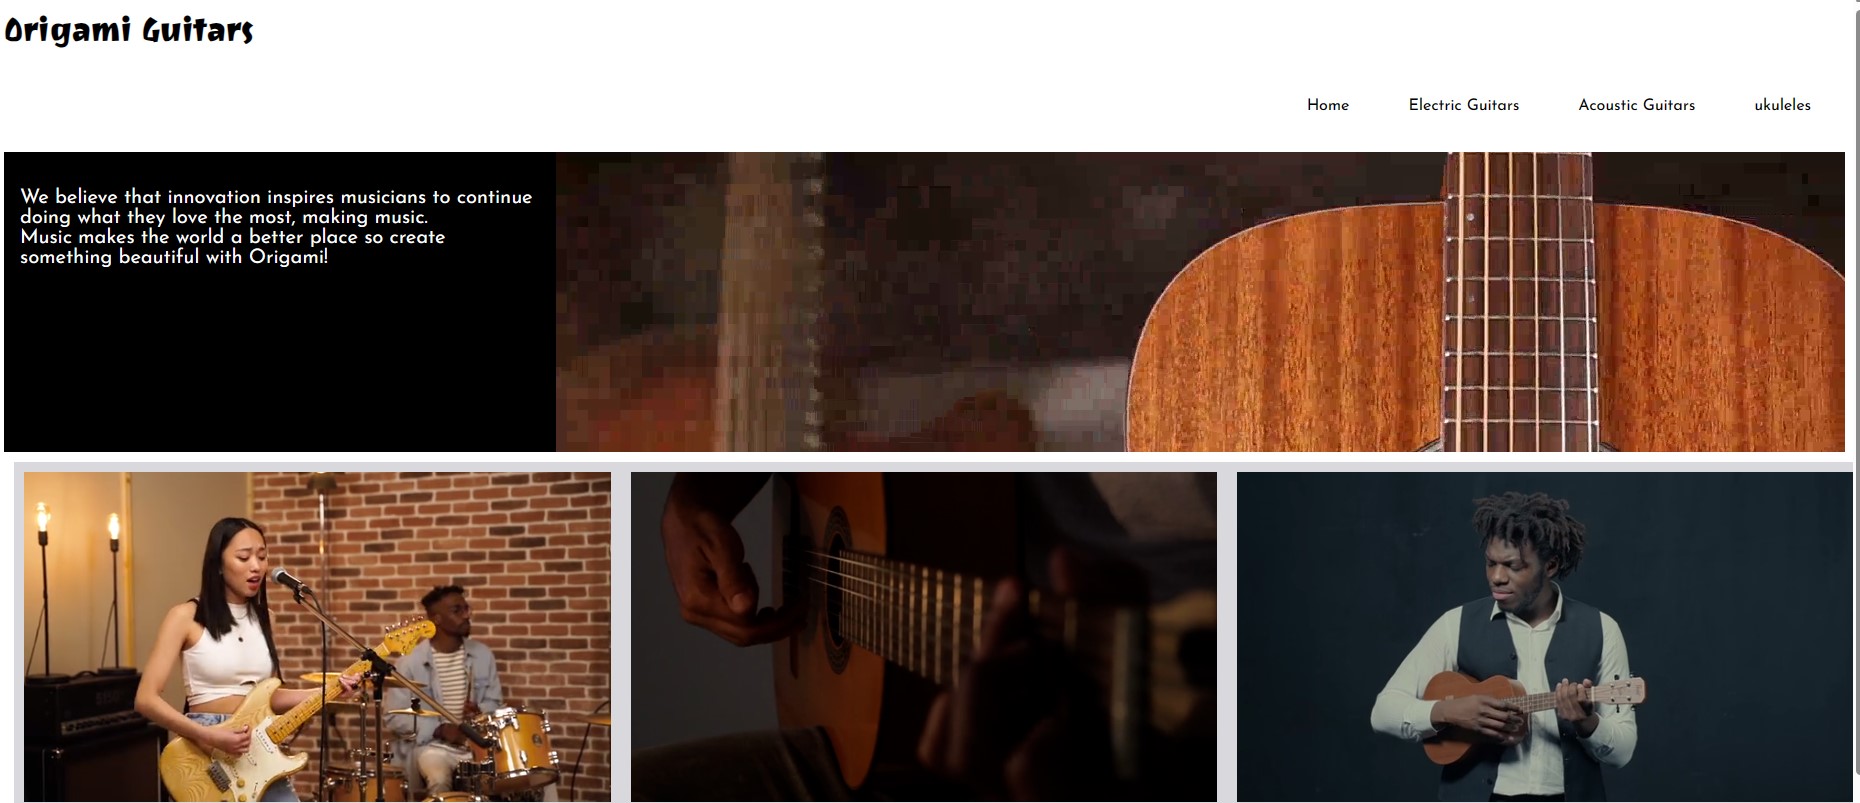 Origami Guitars
Home Electric Guitars Acoustic Guitars ukuleles
We believe that innovation inspires musicians to continue
doing what they love the most, making music.
Music makes the world a better place so create
something beautiful with Origami!